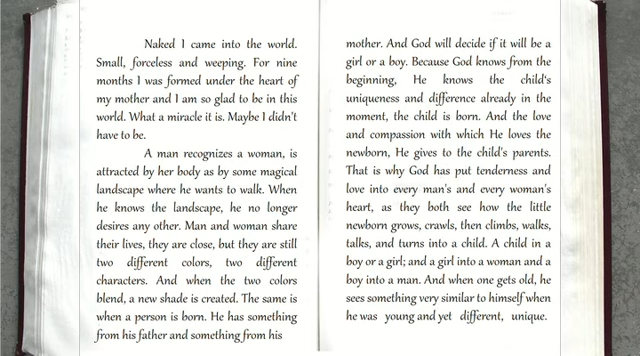 Naked I came into the world.
Small, forceless and weeping. For nine
months I was formed under the heart of
my mother and I am so glad to be in this
world. What a miracle it is. Maybe I didn't
have to be.
A man recognizes a woman, is
attracted by her body as by some magical
landscape where he wants to walk. When
he knows the landscape, he no longer
desires any other. Man and woman share
their lives, they are close, but they are still
two different colors, two different
characters. And when the two colors
blend, a new shade is created. The same is
when a person is born. He has something
from his father and something from his
mother. And God will decide if it will be a
girl or a boy. Because God knows from the
beginning, He knows the child's
uniqueness and difference already in the
moment, the child is born. And the love
and compassion with which He loves the
newborn, He gives to the child's parents.
That is why God has put tenderness and
love into every man's and every woman's
heart, as they both see how the little
newborn grows, crawls, then climbs, walks,
talks, and turns into a child. A child in a
boy or a girl; and a girl into a woman and a
boy into a man. And when one gets old, he
sees something very similar to himself when
he was young and yet different, unique.